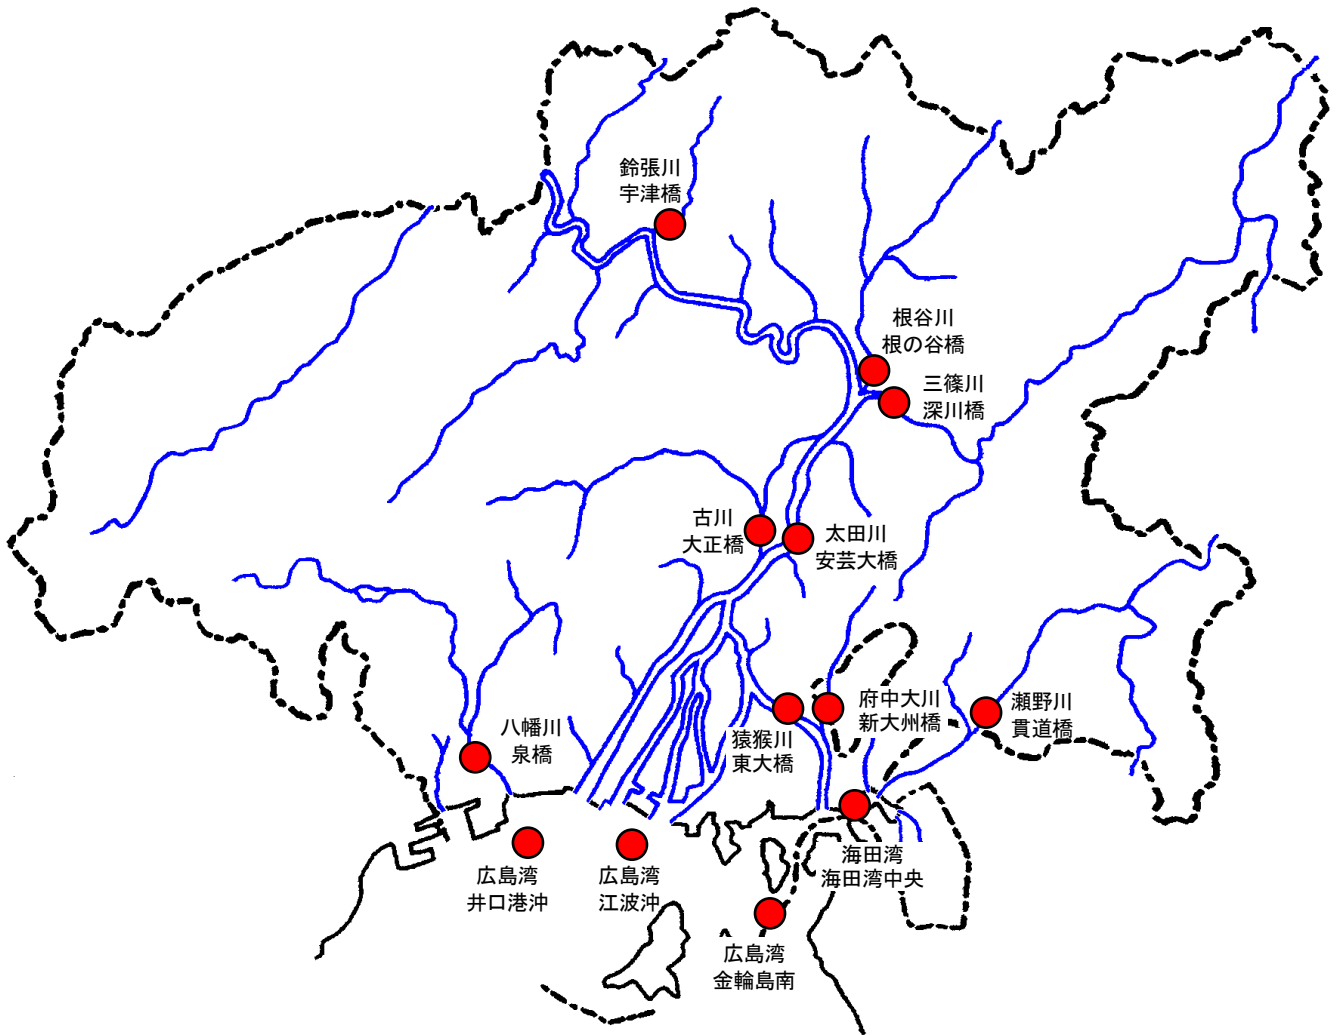 鈴張川
宇津橋
根谷川
根の谷橋
三篠川
深川橋
古川
大正橋
太田川
安芸大橋
府中大川
新大州橋
瀬野川
貫道橋
八幡川
泉橋
猿猴川
東大橋
海田湾
海田湾中央
広島湾
井口港沖
広島湾
江波沖
広島湾
金輪島南